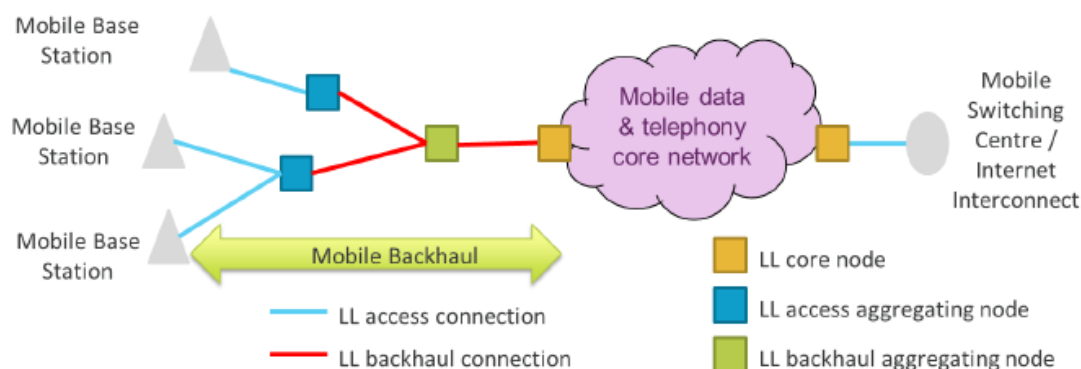 Mobile Base
Station
Mobile Base
Station
Mobile Base
Station
Mobile data
& telephony
core network
Mobile
Switching
Centre /
Internet
Interconnect
Mobile Backhaul
LL access connection
LL backhaul connection
LL core node
LL access aggregating node
LL backhaul aggregating node